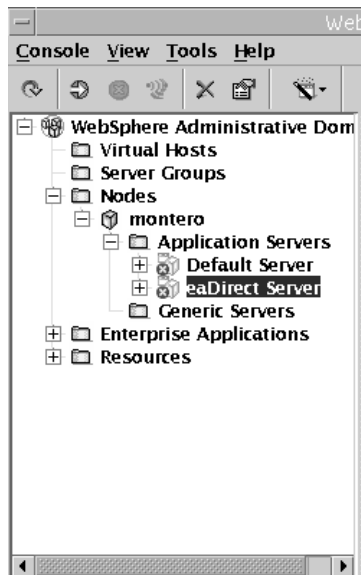 Web
Console View Tools Help
WebSphere Administrative Dom
Virtual Hosts
Server Groups
Nodes
montero
Application Servers
Default Server
eaDirect Server
Generic Servers
Enterprise Applications
Resources